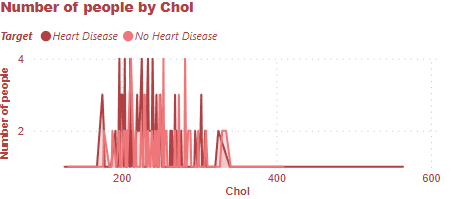 Number of people by Chol
Target Heart Disease No Heart Disease
4
2
Number of people
200 400 600
Chol